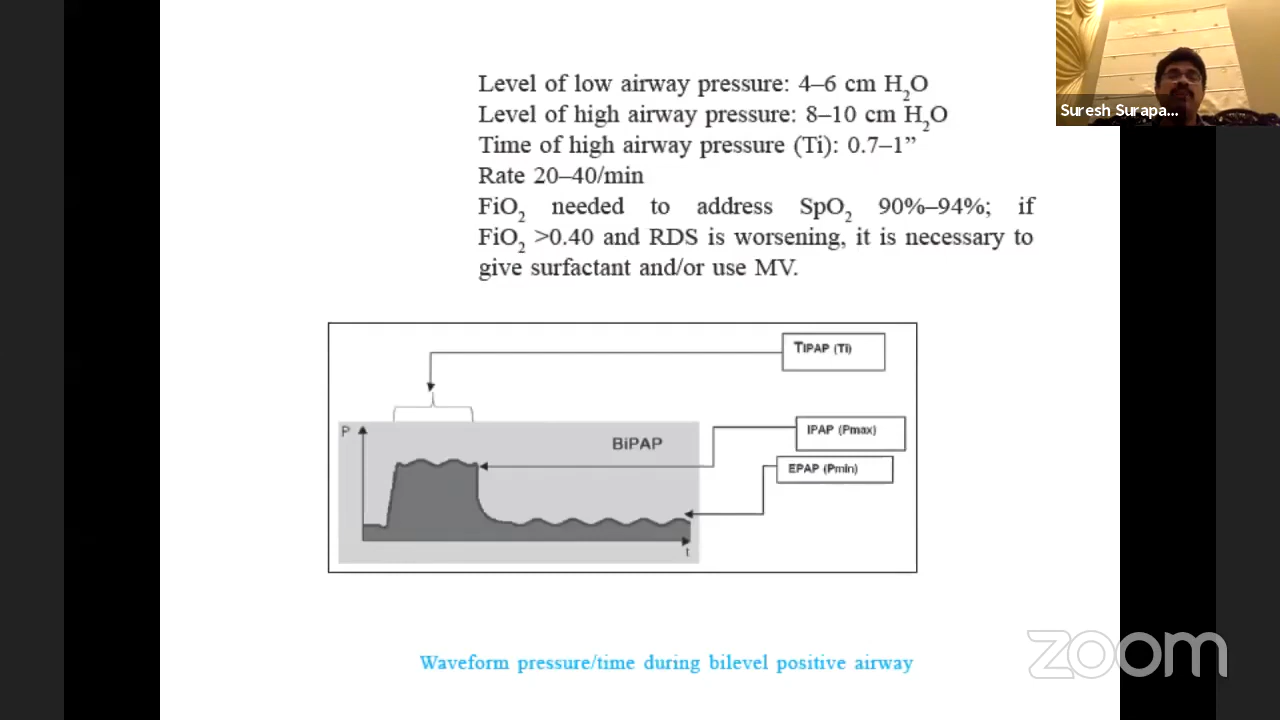 Level of low airway pressure: 4–6 cm H2O
Level of high airway pressure: 8–10 cm H2O
Time of high airway pressure (Ti): 0.7–1”
Rate 20–40/min
FiO2 needed to address SpO2 90%–94%; if
FiO2 >0.40 and RDS is worsening, it is necessary to
give surfactant and/or use MV.
Suresh Surapa...
TIPAP (Ti)
P
BiPAP
IPAP (Pmax)
EPAP (Pmin)
t
Waveform pressure/time during bilevel positive airway
zoom